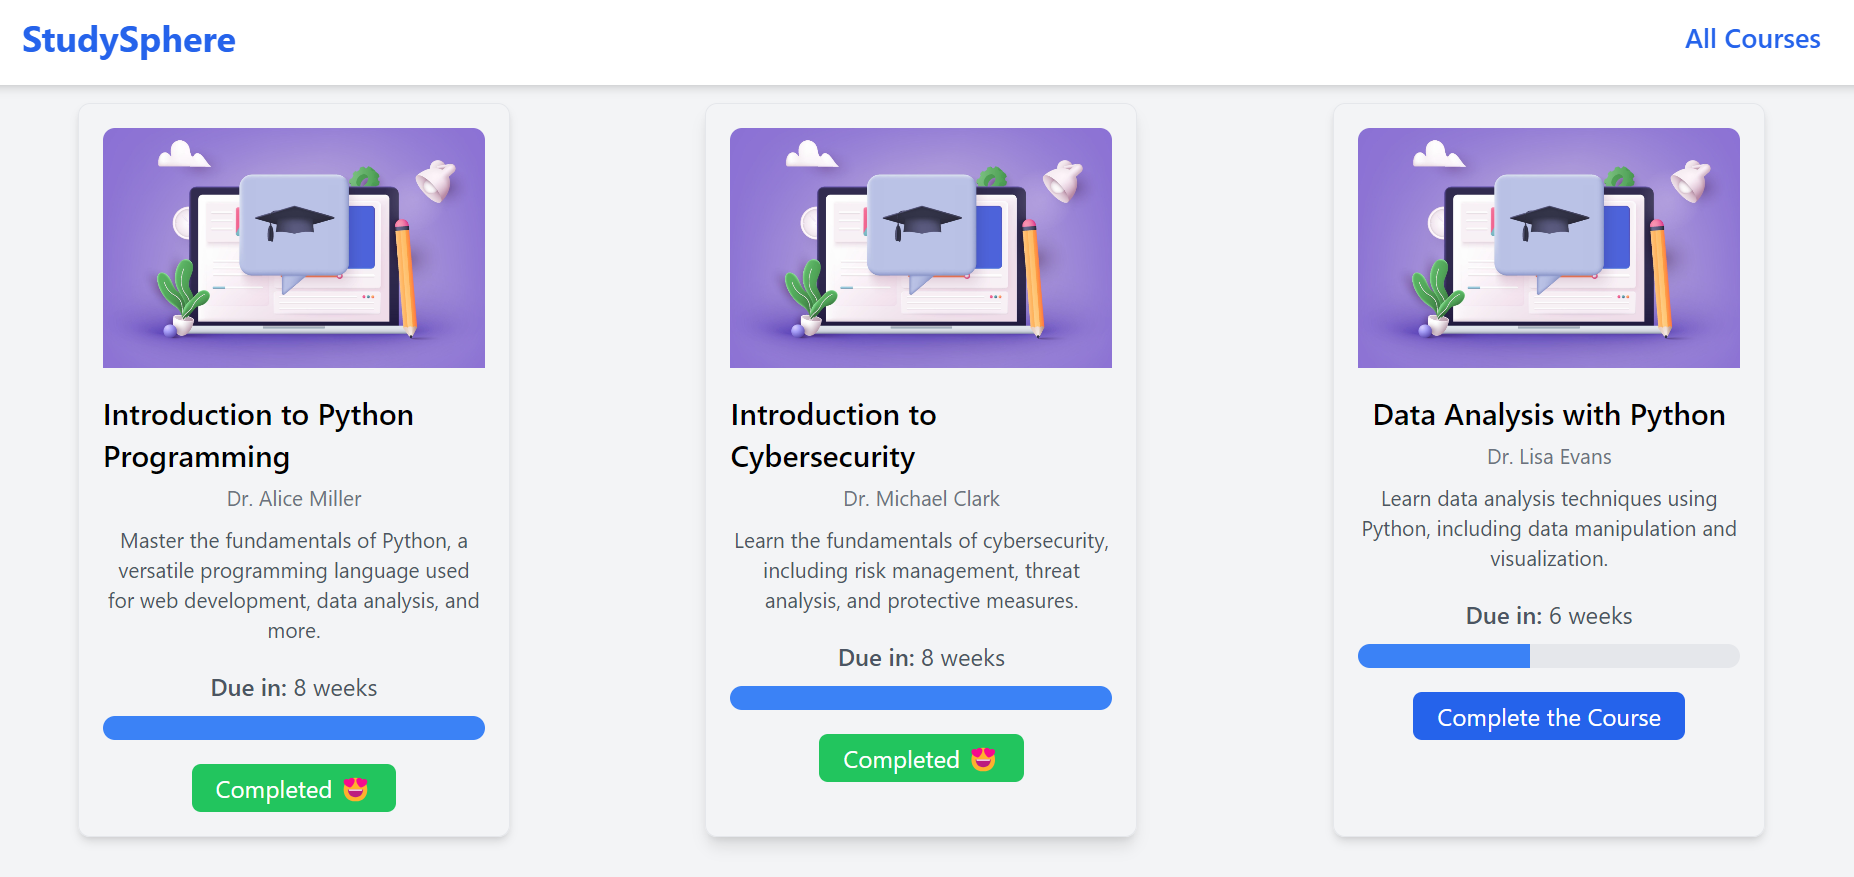 StudySphere
All Courses
Introduction to Python
Programming
Dr. Alice Miller
Master the fundamentals of Python, a
versatile programming language used
for web development, data analysis, and
more.
Due in: 8 weeks
Completed 😍
Introduction to
Cybersecurity
Dr. Michael Clark
Learn the fundamentals of cybersecurity,
including risk management, threat
analysis, and protective measures.
Due in: 8 weeks
Completed 😍
Data Analysis with Python
Dr. Lisa Evans
Learn data analysis techniques using
Python, including data manipulation and
visualization.
Due in: 6 weeks
Complete the Course